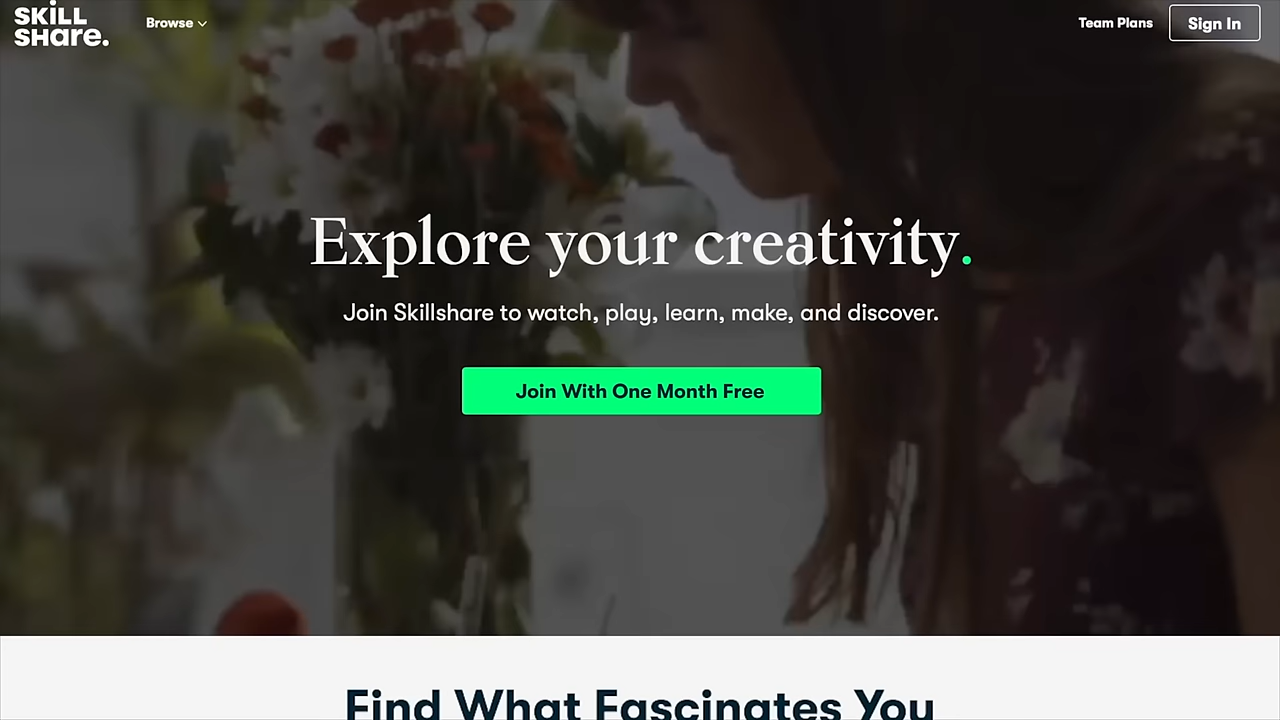 SKiLL
SHare.
Browse
Team Plans
Sign In
Explore your creativity.
Join Skillshare to watch, play, learn, make, and discover.
Join With One Month Free
Find What Fascinates You